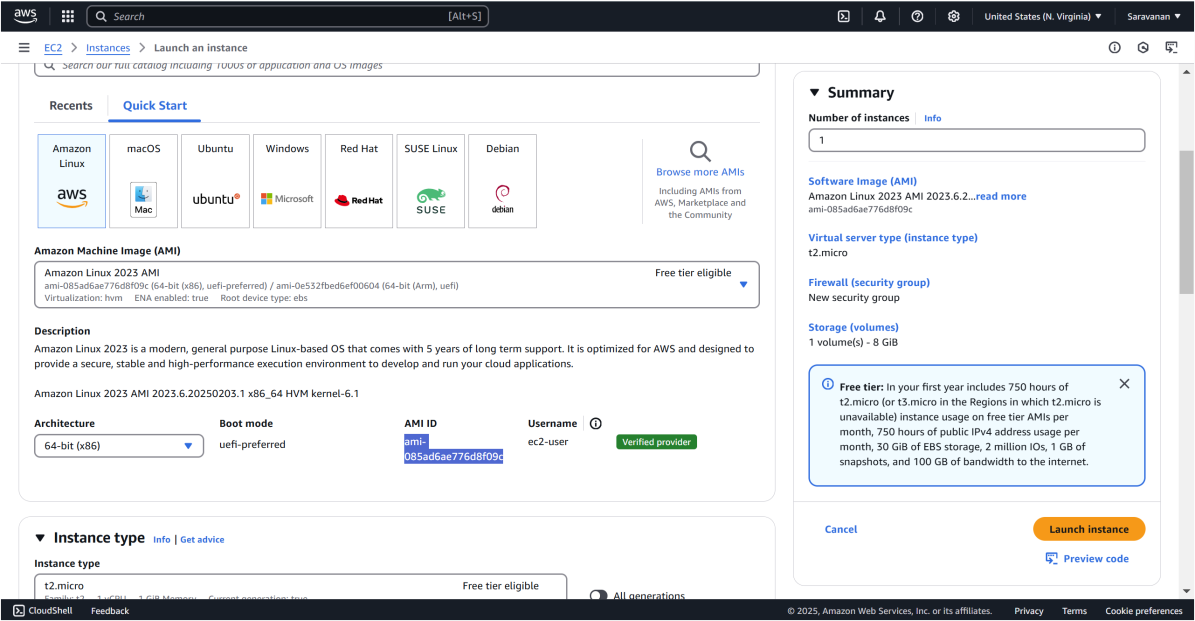 aws
Search [Alt+S]
United States (N. Virginia) ▼ Saravanan ▼
EC2 > Instances > Launch an instance
Search our full catalog including 1000s of application and OS images
Recents Quick Start
Amazon Linux
aws
macOS
Mac
Ubuntu
ubuntu
Windows
Microsoft
Red Hat
Red Hat
SUSE Linux
SUSE
Debian
debian
Browse more AMIs
Including AMIs from
AWS, Marketplace and
the Community
Amazon Machine Image (AMI)
Amazon Linux 2023 AMI Free tier eligible
ami-085ad6ae776d8f09c (64-bit (x86), uefi-preferred) / ami-0e532fbed6ef00604 (64-bit (Arm), uefi)
Virtualization: hvm ENA enabled: true Root device type: ebs
Description
Amazon Linux 2023 is a modern, general purpose Linux-based OS that comes with 5 years of long term support. It is optimized for AWS and designed to
provide a secure, stable and high-performance execution environment to develop and run your cloud applications.
Amazon Linux 2023 AMI 2023.6.20250203.1 x86_64 HVM kernel-6.1
Architecture
64-bit (x86)
Boot mode
uefi-preferred
AMI ID
ami-
085ad6ae776d8f09c
Username
ec2-user
Verified provider
Instance type Info | Get advice
Instance type
t2.micro Free tier eligible
Family: t2 1 vCPU 1 GiB Memory Current generation: true
All generations
Summary
Number of instances Info
1
Software Image (AMI)
Amazon Linux 2023 AMI 2023.6.2...read more
ami-085ad6ae776d8f09c
Virtual server type (instance type)
t2.micro
Firewall (security group)
New security group
Storage (volumes)
1 volume(s) - 8 GiB
Free tier: In your first year includes 750 hours of
t2.micro (or t3.micro in the Regions in which t2.micro is
unavailable) instance usage on free tier AMIs per
month, 750 hours of public IPv4 address usage per
month, 30 GiB of EBS storage, 2 million IOs, 1 GB of
snapshots, and 100 GB of bandwidth to the internet.
Cancel Launch instance
Preview code
CloudShell Feedback © 2025, Amazon Web Services, Inc. or its affiliates. Privacy Terms Cookie preferences